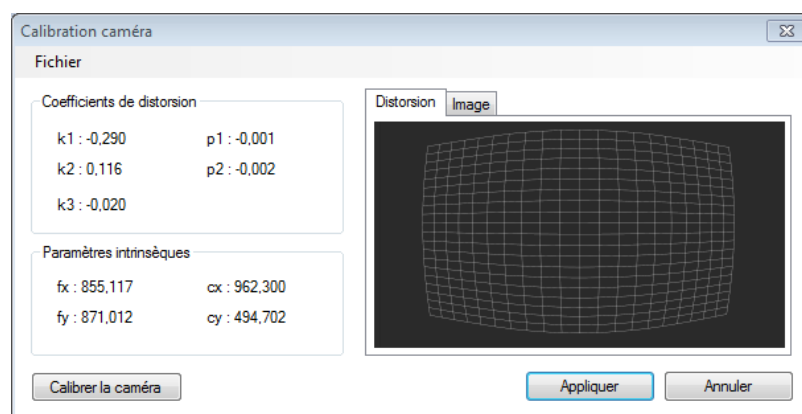 Calibration caméra
Fichier
Coefficients de distorsion
k1 : -0,290 p1 : -0,001
k2 : 0,116 p2 : -0,002
k3 : -0,020
Paramètres intrinsèques
fx : 855,117 cx : 962,300
fy : 871,012 cy : 494,702
Distorsion Image
Calibrer la caméra Appliquer Annuler